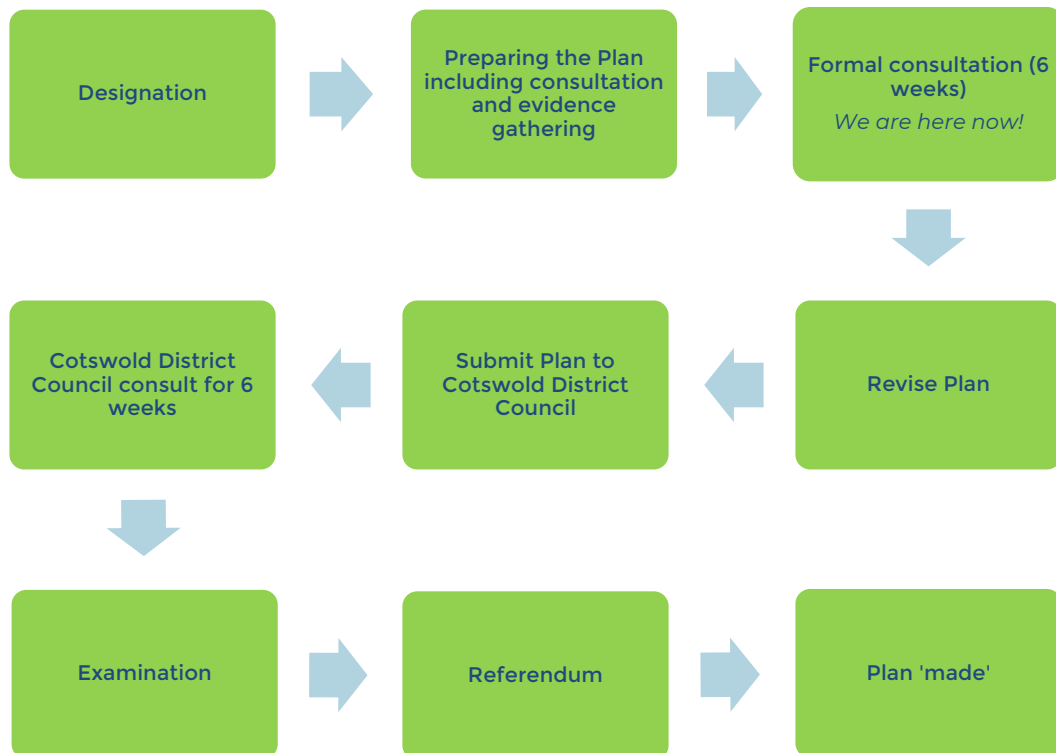 Designation
Preparing the Plan
including consultation
and evidence
gathering
Formal consultation (6
weeks)
We are here now!
Revise Plan
Submit Plan to
Cotswold District
Council
Cotswold District
Council consult for 6
weeks
Examination
Referendum
Plan 'made'